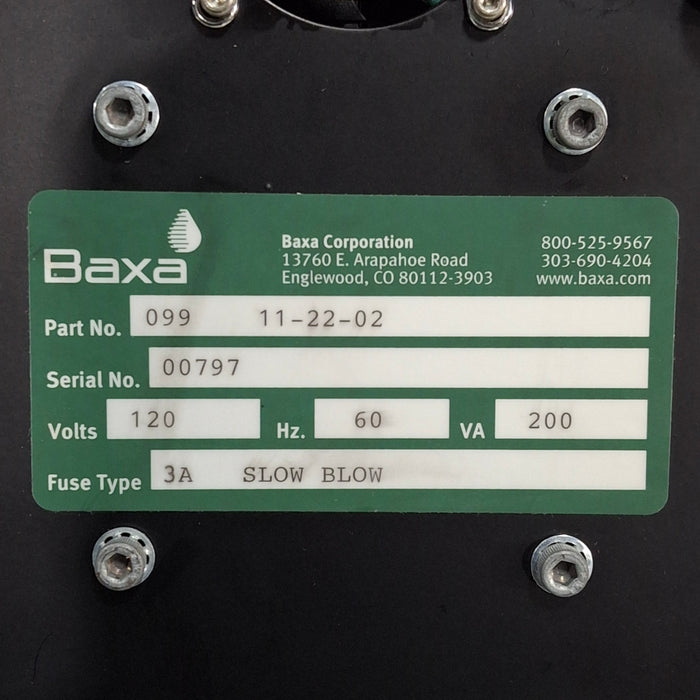 Baxa
Baxa Corporation
13760 E. Arapahoe Road
Englewood, CO 80112-3903
800-525-9567
303-690-4204
www.baxa.com
Part No. 099 11-22-02
Serial No. 00797
Volts 120 Hz. 60 VA 200
Fuse Type 3A SLOW BLOW